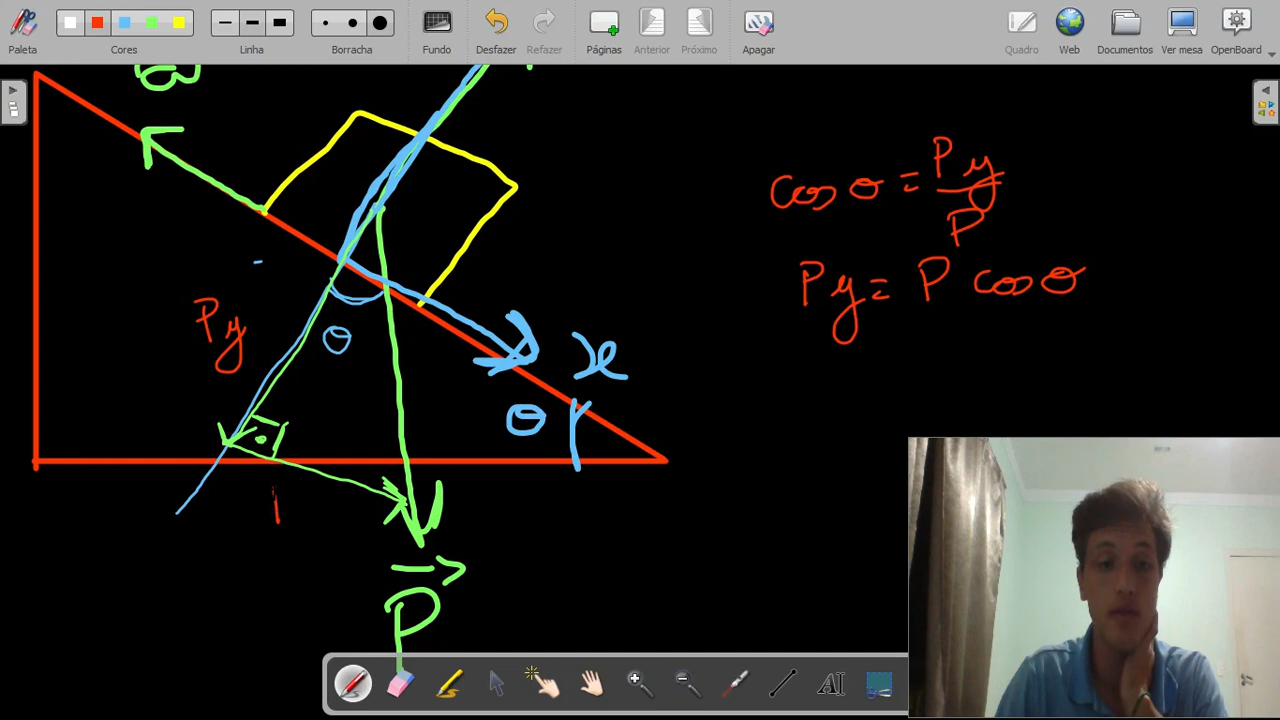 Paleta
Cores
Linha
Borracha
Fundo
Desfazer
Refazer
Páginas
Anterior
Próximo
Apagar
Quadro
Web
Documentos
Ver mesa
OpenBoard
cos θ = Py/P
Py = P cos θ
Py
θ
x
θ
P
AI